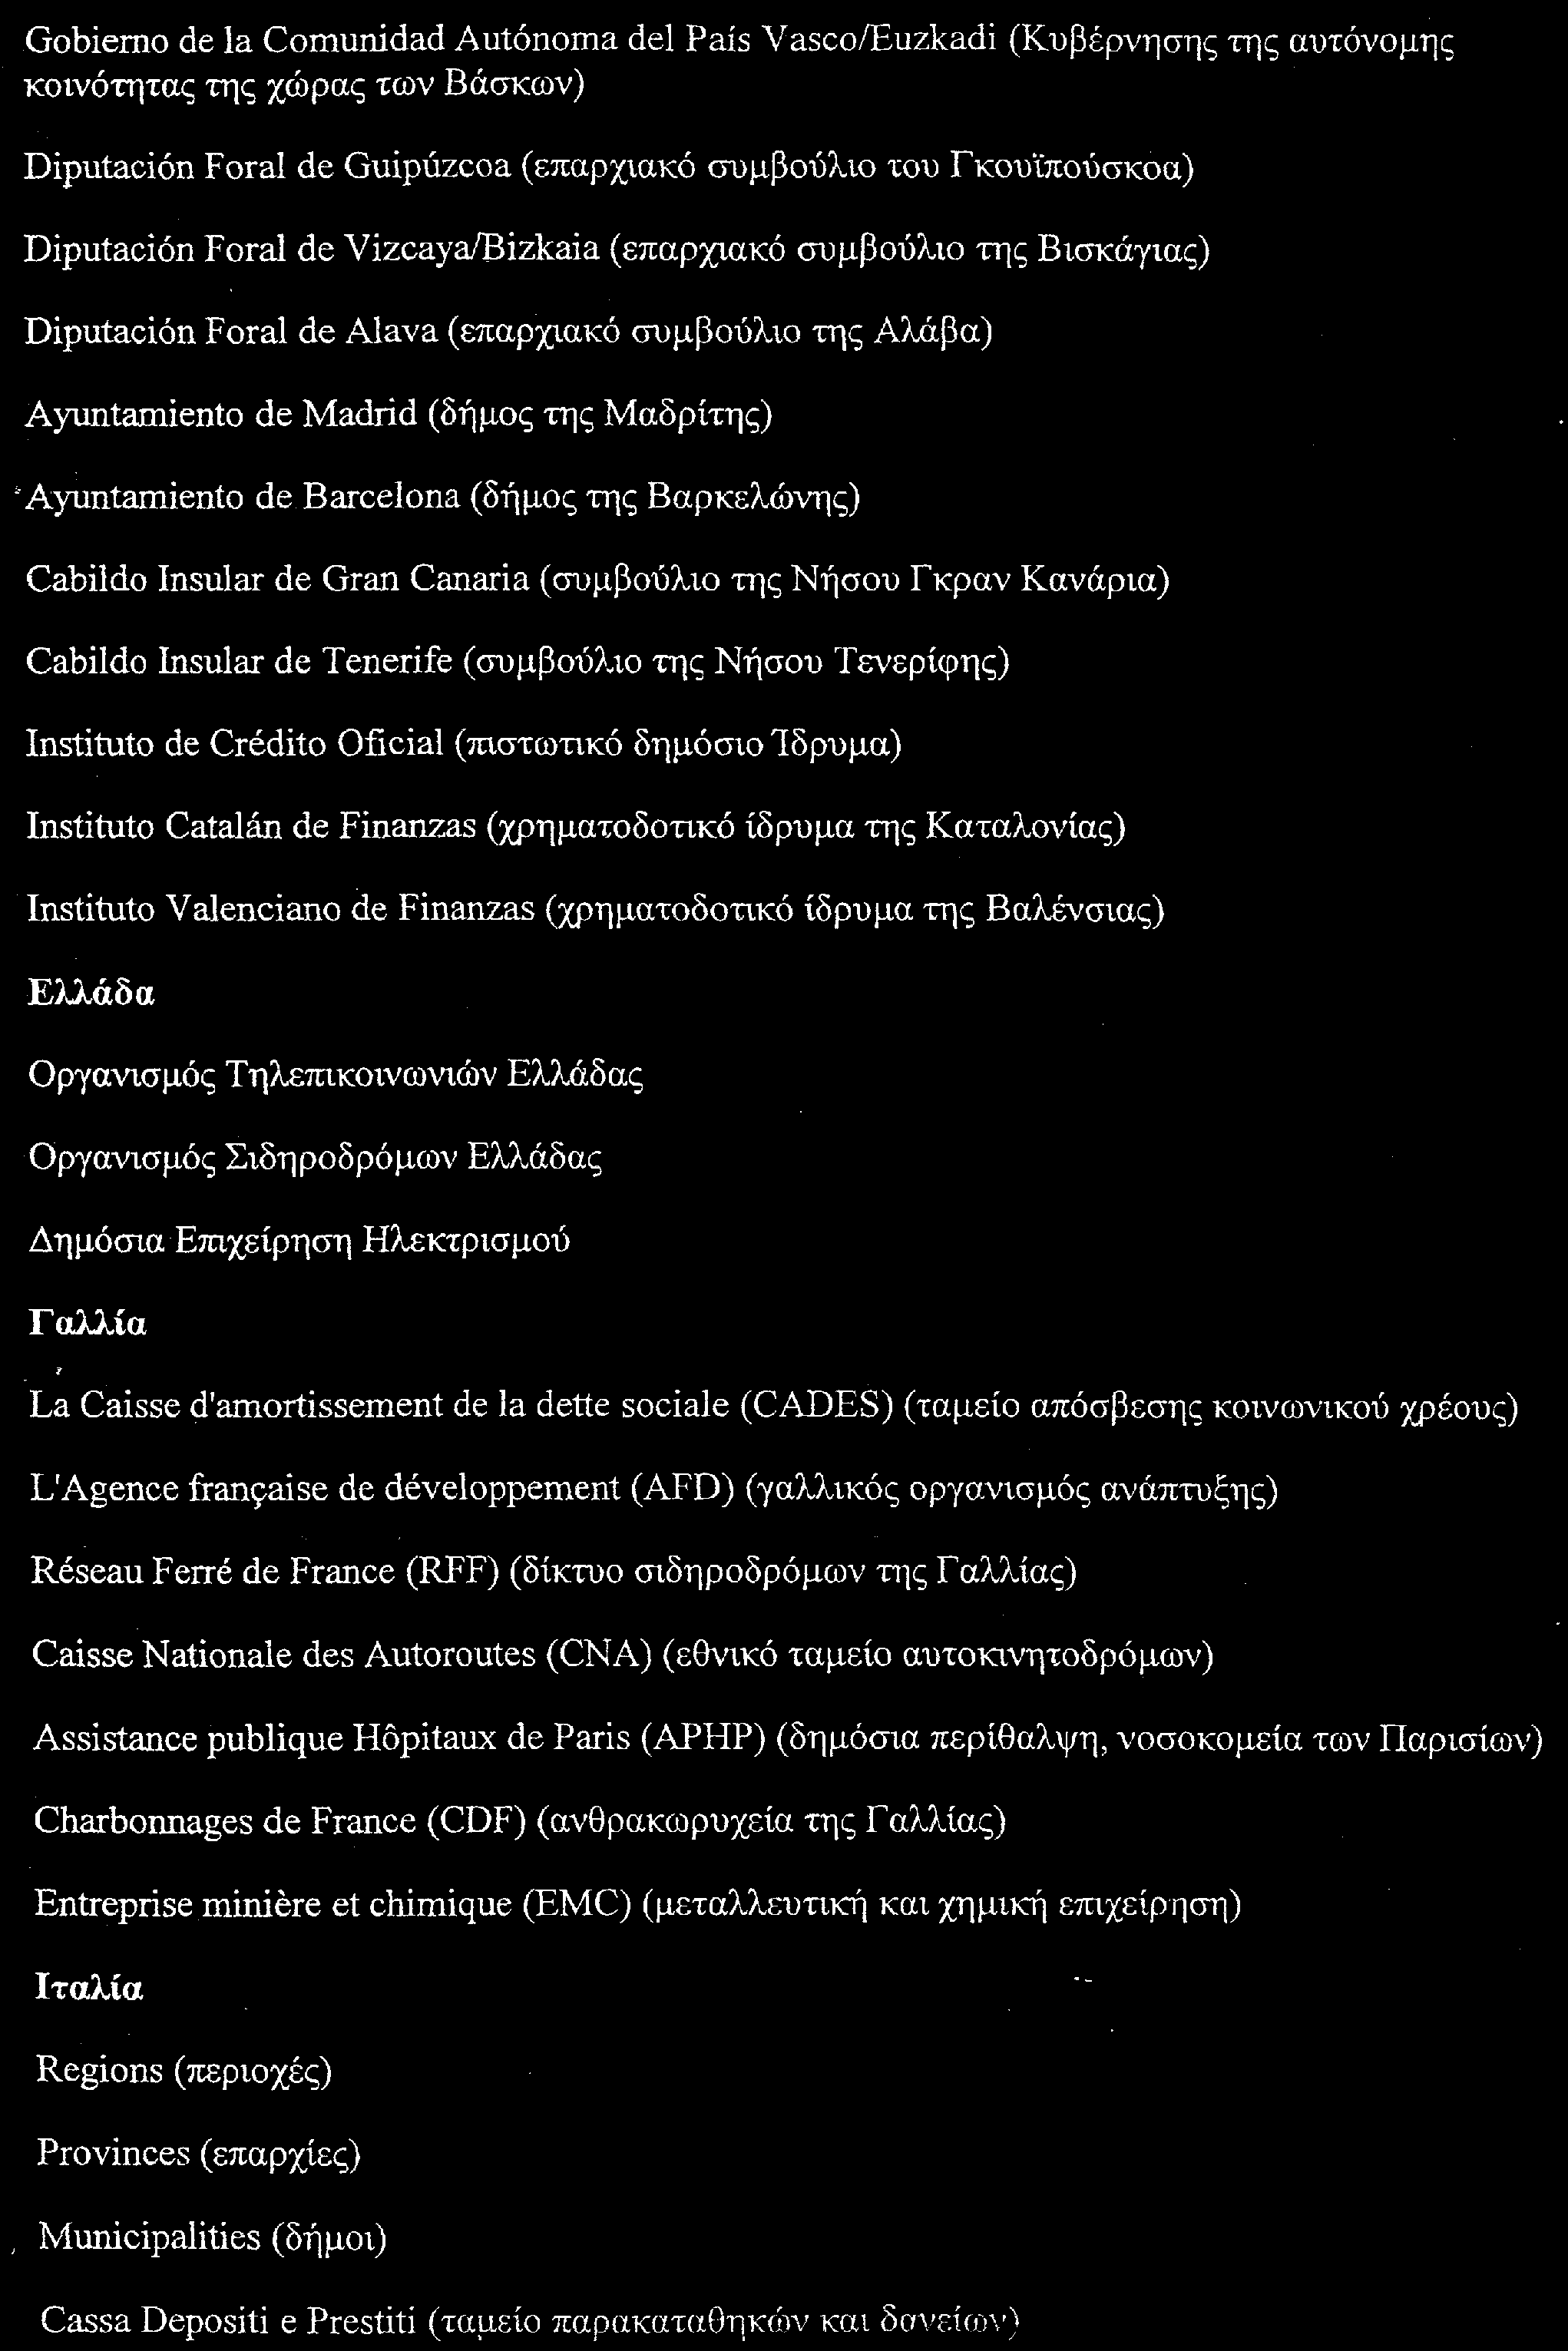 Gobierno de la Comunidad Autónoma del País Vasco/Euzkadi (Κυβέρνησης της αυτόνομης
κοινότητας της χώρας των Βάσκων)
Diputación Foral de Guipúzcoa (επαρχιακό συμβούλιο του Γκουϊπούσκοα)
Diputación Foral de Vizcaya/Bizkaia (επαρχιακό συμβούλιο της Βισκάγιας)
Diputación Foral de Alava (επαρχιακό συμβούλιο της Αλάβα)
Ayuntamiento de Madrid (δήμος της Μαδρίτης)
Ayuntamiento de Barcelona (δήμος της Βαρκελώνης)
Cabildo Insular de Gran Canaria (συμβούλιο της Νήσου Γκραν Κανάρια)
Cabildo Insular de Tenerife (συμβούλιο της Νήσου Τενερίφης)
Instituto de Crédito Oficial (πιστωτικό δημόσιο Ίδρυμα)
Instituto Catalán de Finanzas (χρηματοδοτικό ίδρυμα της Καταλονίας)
Instituto Valenciano de Finanzas (χρηματοδοτικό ίδρυμα της Βαλένσιας)
Ελλάδα
Οργανισμός Τηλεπικοινωνιών Ελλάδας
Οργανισμός Σιδηροδρόμων Ελλάδας
Δημόσια Επιχείρηση Ηλεκτρισμού
Γαλλία
La Caisse d'amortissement de la dette sociale (CADES) (ταμείο απόσβεσης κοινωνικού χρέους)
L'Agence française de développement (AFD) (γαλλικός οργανισμός ανάπτυξης)
Réseau Ferré de France (RFF) (δίκτυο σιδηροδρόμων της Γαλλίας)
Caisse Nationale des Autoroutes (CNA) (εθνικό ταμείο αυτοκινητοδρόμων)
Assistance publique Hôpitaux de Paris (APHP) (δημόσια περίθαλψη, νοσοκομεία των Παρισίων)
Charbonnages de France (CDF) (ανθρακωρυχεία της Γαλλίας)
Entreprise minière et chimique (EMC) (μεταλλευτική και χημική επιχείρηση)
Ιταλία
Regions (περιοχές)
Provinces (επαρχίες)
Municipalities (δήμοι)
Cassa Depositi e Prestiti (ταμείο παρακαταθηκών και δανείων)